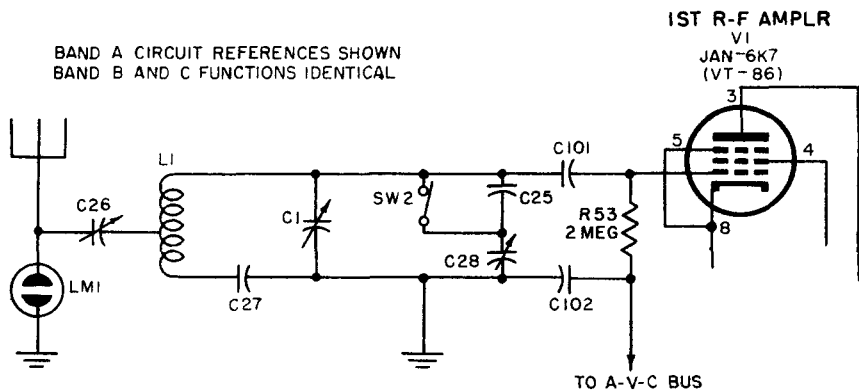 1ST R-F AMPLR
V1
JAN-6K7
(VT-86)
BAND A CIRCUIT REFERENCES SHOWN
BAND B AND C FUNCTIONS IDENTICAL
3
5
4
8
L1
C26
C1
SW2
C25
C101
R53
2 MEG
C28
LM1
C27
C102
TO A-V-C BUS